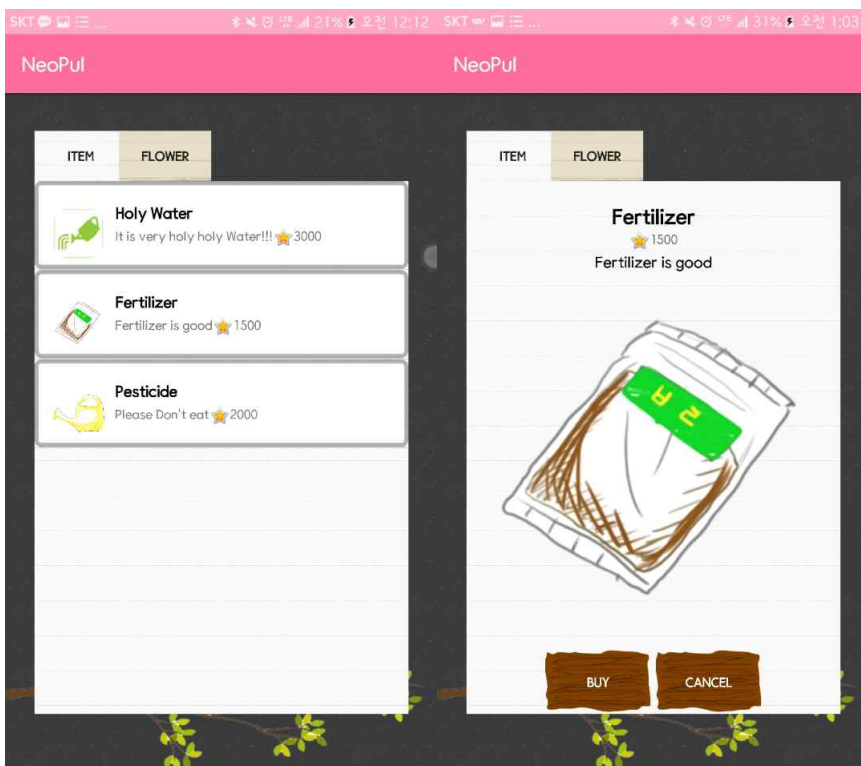 SKT ... LTE 21% 오전 12:12
NeoPul
ITEM FLOWER
Holy Water
It is very holy holy Water!!! 3000
Fertilizer
Fertilizer is good 1500
Pesticide
Please Don't eat 2000
SKT ... LTE 31% 오전 1:03
NeoPul
ITEM FLOWER
Fertilizer
1500
Fertilizer is good
BUY CANCEL